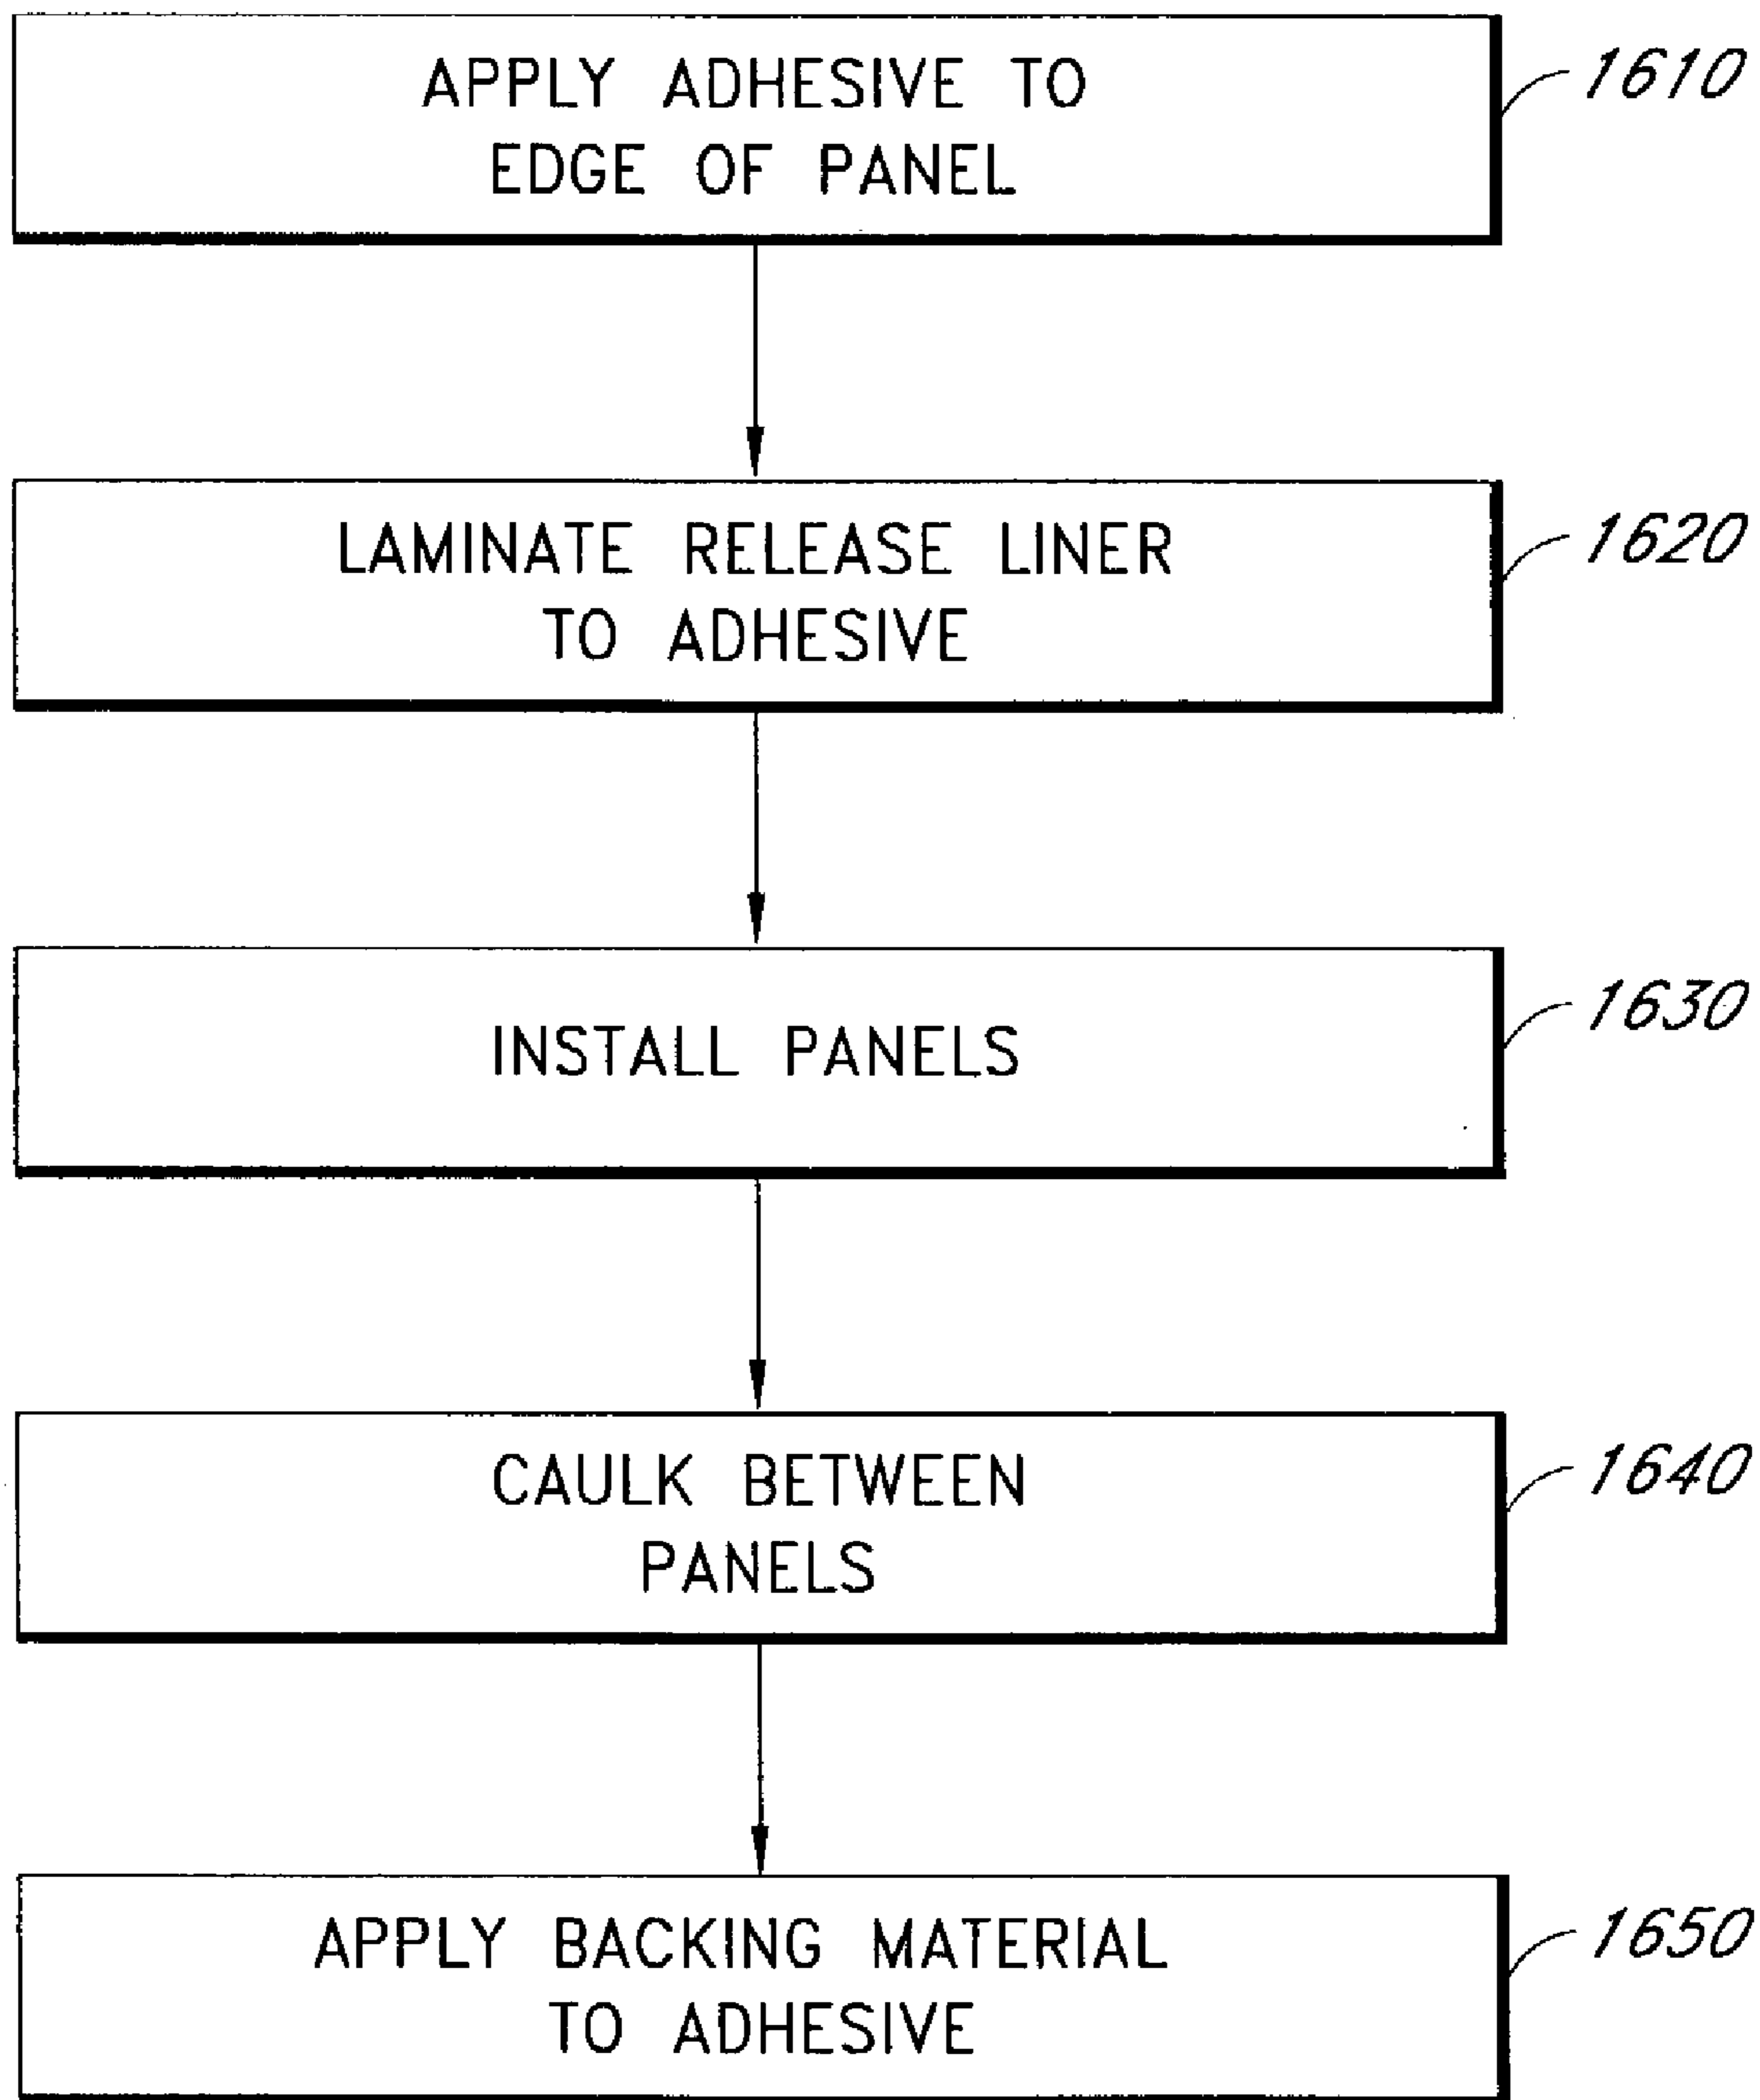 APPLY ADHESIVE TO
EDGE OF PANEL
1610
LAMINATE RELEASE LINER
TO ADHESIVE
1620
INSTALL PANELS
1630
CAULK BETWEEN
PANELS
1640
APPLY BACKING MATERIAL
TO ADHESIVE
1650